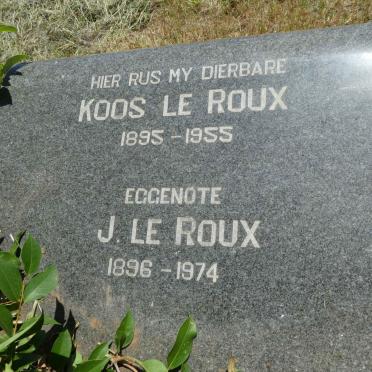 HIER RUS MY DIERBARE
KOOS LE ROUX
1895 - 1955
EGGENOTE
J. LE ROUX
1896 - 1974